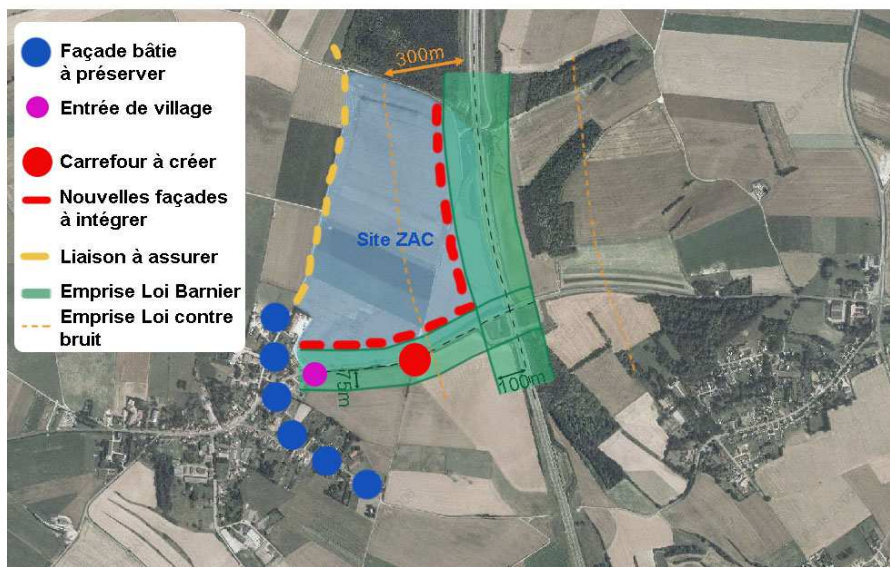 Façade bâtie
à préserver
Entrée de village
Carrefour à créer
Nouvelles façades
à intégrer
Liaison à assurer
Emprise Loi Barnier
Emprise Loi contre
bruit
300m
Site ZAC
75m
100m